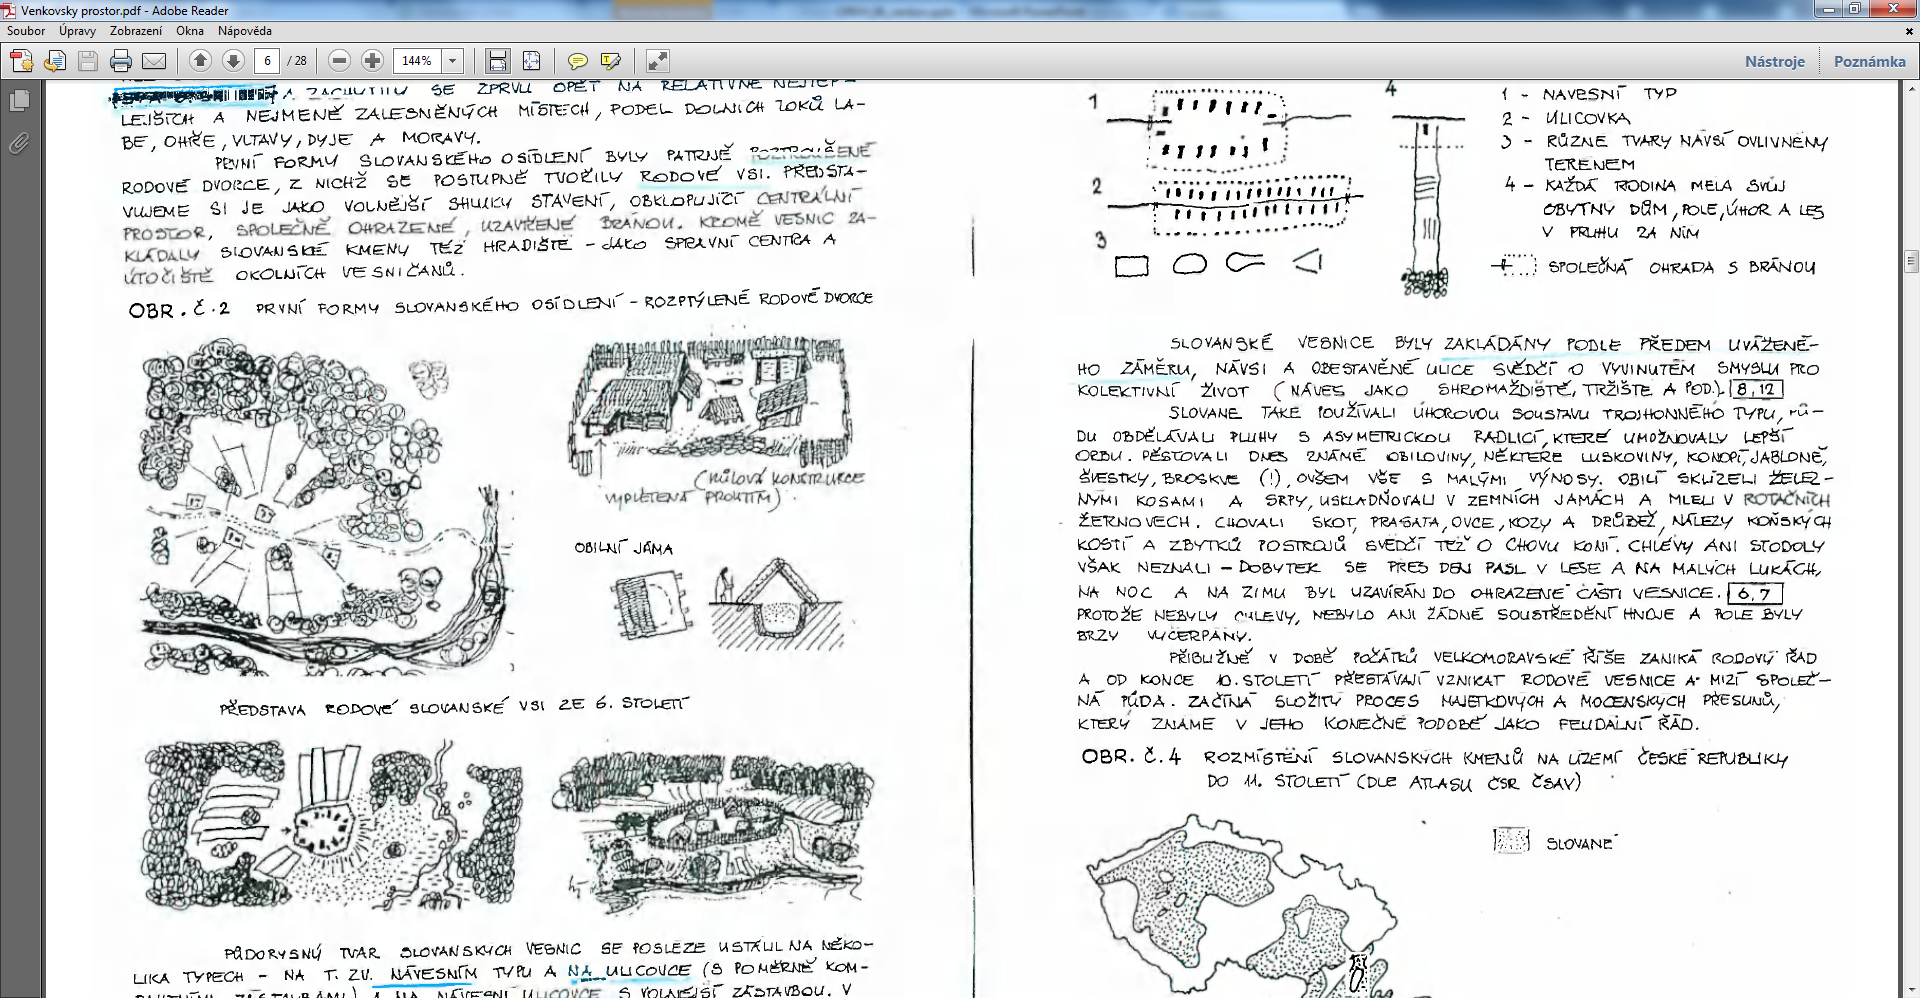 Venkovsky prostor.pdf - Adobe Reader
Soubor Úpravy Zobrazení Okna Nápověda
6 / 28 144% Nástroje Poznámka
A ZACHYTILI SE ZPRVU OPĚT NA RELATIVNĚ NEJTEP-
LEJŠÍCH A NEJMÉNĚ ZALESNĚNÝCH MÍSTECH, PODÉL DOLNÍCH TOKŮ LA-
BE, OHŘE, VLTAVY, DYJE A MORAVY.
PRVNÍ FORMY SLOVANSKÉHO OSÍDLENÍ BYLY PATRNĚ ROZTROUŠENÉ
RODOVÉ DVORCE, Z NICHŽ SE POSTUPNĚ TVOŘILY RODOVÉ VSI. PŘEDSTA-
VUJEME SI JE JAKO VOLNĚJŠÍ SHLUKY STAVENÍ, OBKLOPUJÍCÍ CENTRÁLNÍ
PROSTOR, SPOLEČNĚ OHRAZENÉ, UZAVŘENÉ BRÁNOU. KROMĚ VESNIC ZA-
KLÁDALY SLOVANSKÉ KMENY TÉŽ HRADIŠTĚ - JAKO SPRÁVNÍ CENTRA A
ÚTOČIŠTĚ OKOLNÍCH VESNIČANŮ.
OBR. Č. 2 PRVNÍ FORMY SLOVANSKÉHO OSÍDLENÍ - ROZPTÝLENÉ RODOVÉ DVORCE
(KŮLOVÁ KONSTRUKCE
VYPLETENÁ PROUTÍM).
OBILNÍ JÁMA
PŘEDSTAVA RODOVÉ SLOVANSKÉ VSI ZE 6. STOLETÍ
PŮDORYSNÝ TVAR SLOVANSKÝCH VESNIC SE POSLÉZE USTÁLIL NA NĚKO-
LIKA TYPECH - NA T. ZV. NÁVESNÍM TYPU A NA ULICOVCE (S POMĚRNĚ KOM-
PAKTNÍMI ZÁSTAVBAMI) A NA NÁVESNÍ ULICOVCE S VOLNĚJŠÍ ZÁSTAVBOU. V
1
2
3
4
1 - NÁVESNÍ TYP
2 - ULICOVKA
3 - RŮZNÉ TVARY NÁVSÍ OVLIVNĚNY
TERÉNEM
4 - KAŽDÁ RODINA MĚLA SVŮJ
OBYTNÝ DŮM, POLE, ÚHOR A LES
V PRUHU ZA NÍM
SPOLEČNÁ OHRADA S BRÁNOU
SLOVANSKÉ VESNICE BYLY ZAKLÁDÁNY PODLE PŘEDEM UVÁŽENÉ-
HO ZÁMĚRU, NÁVSI A OBESTAVĚNÉ ULICE SVĚDČÍ O VYVINUTÉM SMYSLU PRO
KOLEKTIVNÍ ŽIVOT (NÁVES JAKO SHROMAŽDIŠTĚ, TRŽIŠTĚ A POD.). 8, 12
SLOVANÉ TAKÉ POUŽÍVALI ÚHOROVOU SOUSTAVU TROJHONNÉHO TYPU, PŮ-
DU OBDĚLÁVALI PLUHY S ASYMETRICKOU RADLICÍ, KTERÉ UMOŽŇOVALY LEPŠÍ
ORBU. PĚSTOVALI DNES ZNÁMÉ OBILOVINY, NĚKTERÉ LUSKOVINY, KONOPÍ, JABLONĚ,
ŠVESTKY, BROSKVE (!), OVŠEM VŠE S MALÝMI VÝNOSY. OBILÍ SKLÍZELI ŽELEZ-
NÝMI KOSAMI A SRPY, USKLADŇOVALI V ZEMNÍCH JAMÁCH A MLELI V ROTAČNÍCH
ŽERNOVECH. CHOVALI SKOT, PRASATA, OVCE, KOZY A DRŮBEŽ, NÁLEZY KOŇSKÝCH
KOSTÍ A ZBYTKŮ POSTROJŮ SVĚDČÍ TÉŽ O CHOVU KONÍ. CHLÉVY ANI STODOLY
VŠAK NEZNALI - DOBYTEK SE PŘES DEN PÁSL V LESE A NA MALÝCH LUKÁCH,
NA NOC A NA ZIMU BYL UZAVÍRÁN DO OHRAZENÉ ČÁSTI VESNICE. 6, 7
PROTOŽE NEBYLY CHLÉVY, NEBYLO ANI ŽÁDNÉ SOUSTŘEDĚNÍ HNOJE A POLE BYLY
BRZY VYČERPÁNY.
PŘIBLIŽNĚ V DOBĚ POČÁTKŮ VELKOMORAVSKÉ ŘÍŠE ZANIKÁ RODOVÝ ŘÁD
A OD KONCE 10. STOLETÍ PŘESTÁVAJÍ VZNIKAT RODOVÉ VESNICE A MIZÍ SPOLEČ-
NÁ PŮDA. ZAČÍNÁ SLOŽITÝ PROCES MAJETKOVÝCH A MOCENSKÝCH PŘESUNŮ,
KTERÝ ZNÁME V JEHO KONEČNÉ PODOBĚ JAKO FEUDÁLNÍ ŘÁD.
OBR. Č. 4 ROZMÍSTĚNÍ SLOVANSKÝCH KMENŮ NA ÚZEMÍ ČESKÉ REPUBLIKY
DO 11. STOLETÍ (DLE ATLASU ČSR ČSAV)
SLOVANÉ